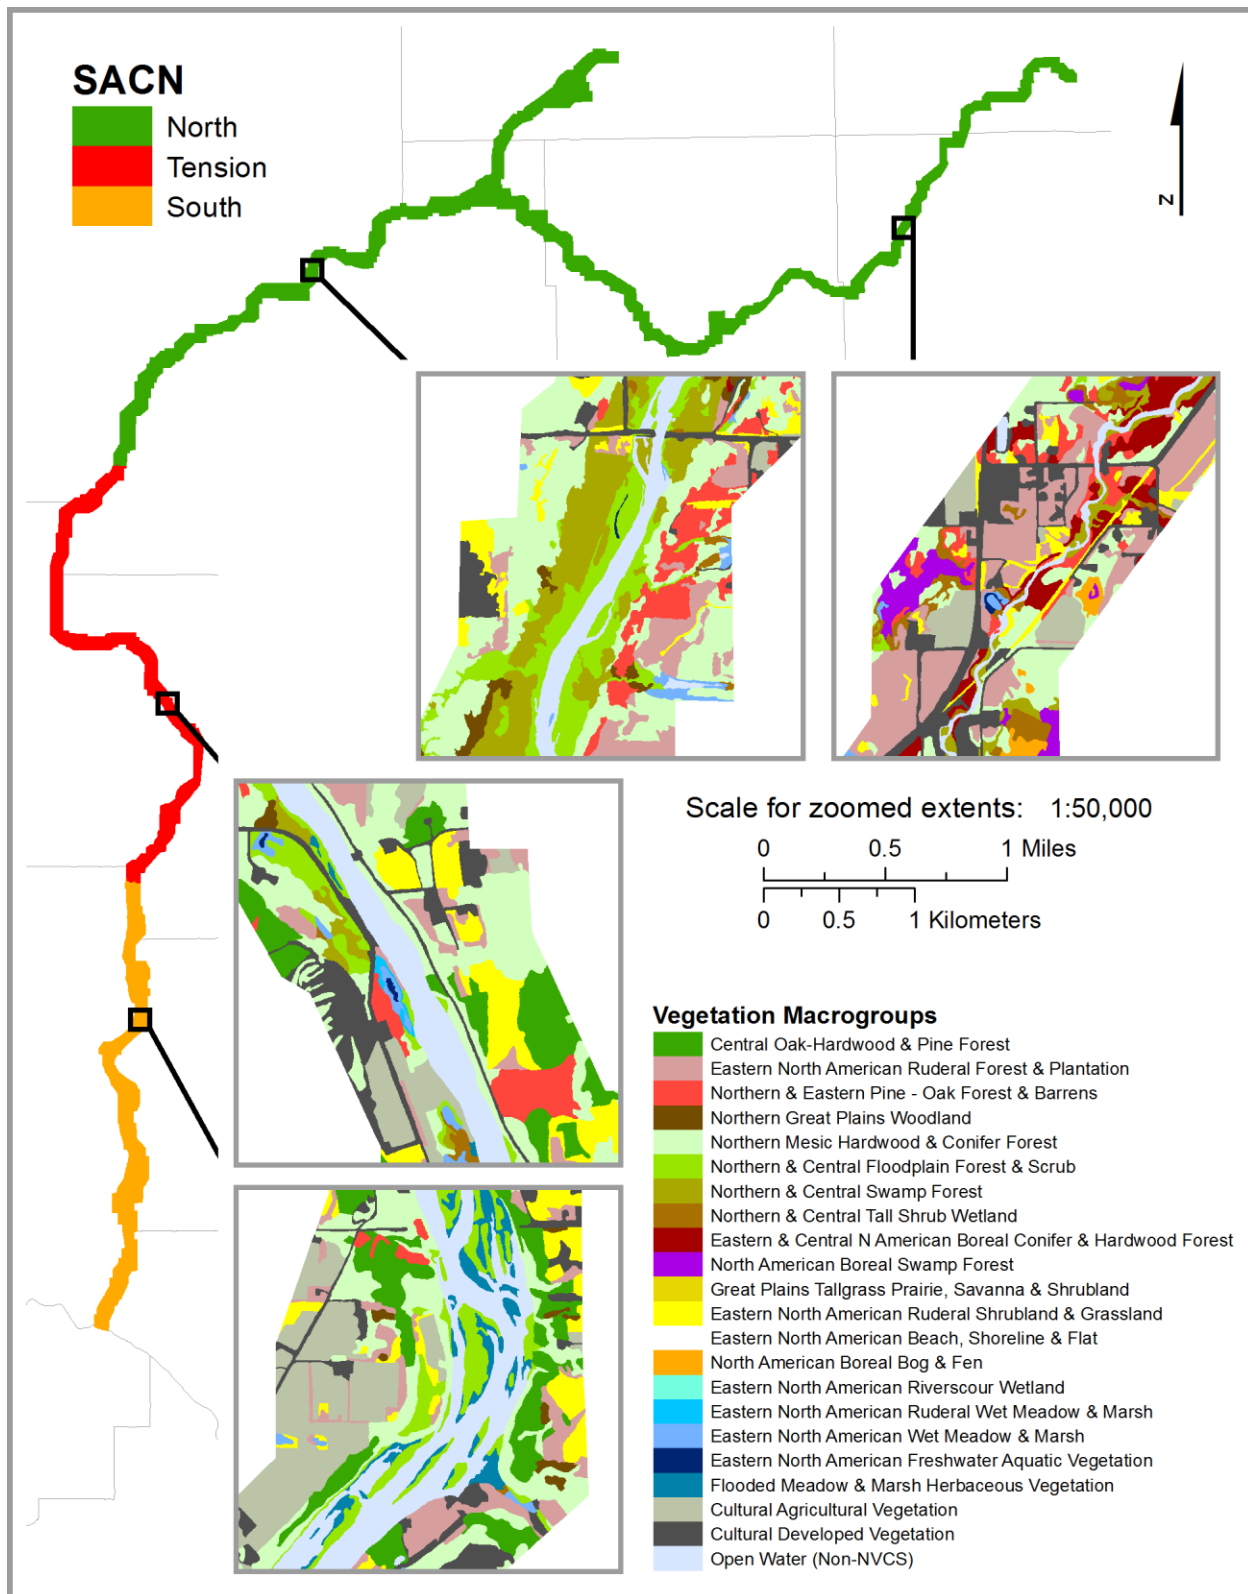 SACN
North
Tension
South
N
Scale for zoomed extents: 1:50,000
0 0.5 1 Miles
0 0.5 1 Kilometers
Vegetation Macrogroups
Central Oak-Hardwood & Pine Forest
Eastern North American Ruderal Forest & Plantation
Northern & Eastern Pine - Oak Forest & Barrens
Northern Great Plains Woodland
Northern Mesic Hardwood & Conifer Forest
Northern & Central Floodplain Forest & Scrub
Northern & Central Swamp Forest
Northern & Central Tall Shrub Wetland
Eastern & Central N American Boreal Conifer & Hardwood Forest
North American Boreal Swamp Forest
Great Plains Tallgrass Prairie, Savanna & Shrubland
Eastern North American Ruderal Shrubland & Grassland
Eastern North American Beach, Shoreline & Flat
North American Boreal Bog & Fen
Eastern North American Riverscour Wetland
Eastern North American Ruderal Wet Meadow & Marsh
Eastern North American Wet Meadow & Marsh
Eastern North American Freshwater Aquatic Vegetation
Flooded Meadow & Marsh Herbaceous Vegetation
Cultural Agricultural Vegetation
Cultural Developed Vegetation
Open Water (Non-NVCS)